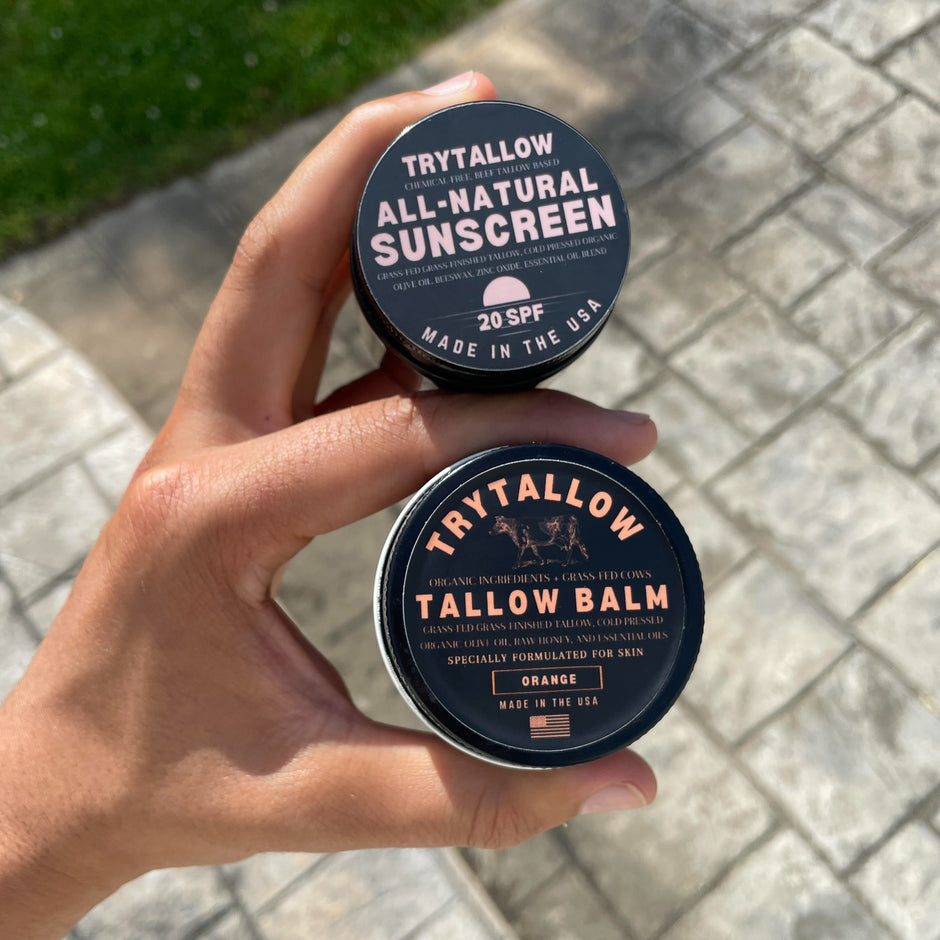 TRYTALLOW
CHEMICAL-FREE, BEEF TALLOW BASED
ALL-NATURAL
SUNSCREEN
GRASS-FED GRASS-FINISHED TALLOW, COLD PRESSED ORGANIC
OLIVE OIL, BEESWAX, ZINC OXIDE, ESSENTIAL OIL BLEND
20 SPF
MADE IN THE USA
TRYTALLOW
ORGANIC INGREDIENTS + GRASS-FED COWS
TALLOW BALM
GRASS-FED GRASS-FINISHED TALLOW, COLD PRESSED
ORGANIC OLIVE OIL, RAW HONEY, AND ESSENTIAL OILS
SPECIALLY FORMULATED FOR SKIN
ORANGE
MADE IN THE USA